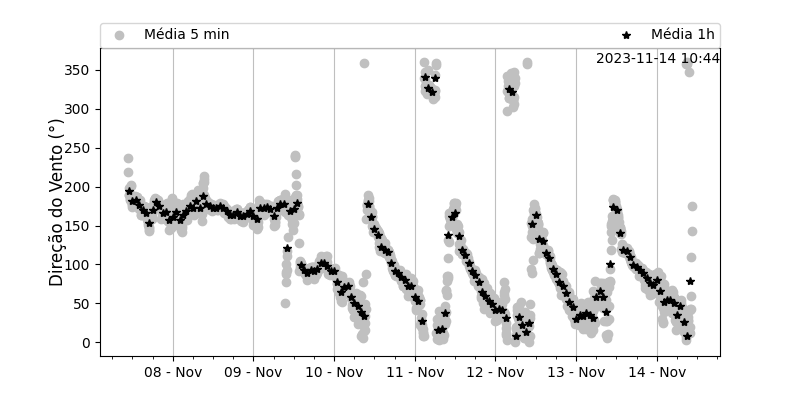 Média 5 min
Média 1h
2023-11-14 10:44
Direção do Vento (°)
350
300
250
200
150
100
50
0
08 - Nov
09 - Nov
10 - Nov
11 - Nov
12 - Nov
13 - Nov
14 - Nov